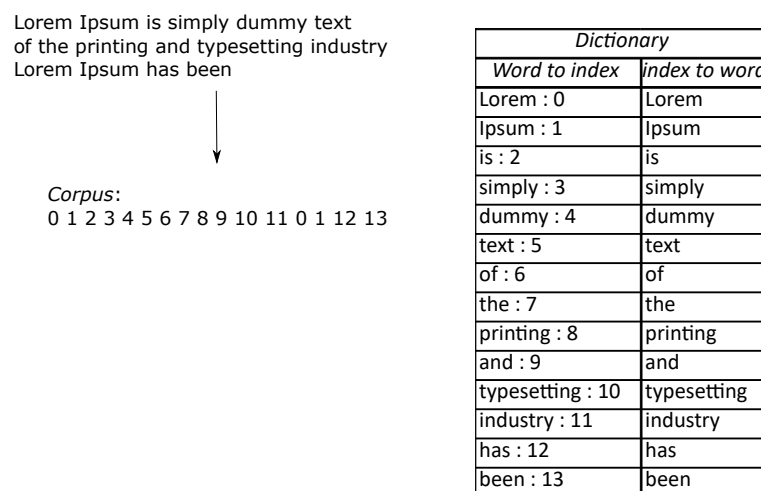 Lorem Ipsum is simply dummy text
of the printing and typesetting industry
Lorem Ipsum has been
Corpus:
0 1 2 3 4 5 6 7 8 9 10 11 0 1 12 13
Dictionary
Word to index index to word
Lorem : 0 Lorem
Ipsum : 1 Ipsum
is : 2 is
simply : 3 simply
dummy : 4 dummy
text : 5 text
of : 6 of
the : 7 the
printing : 8 printing
and : 9 and
typesetting : 10 typesetting
industry : 11 industry
has : 12 has
been : 13 been